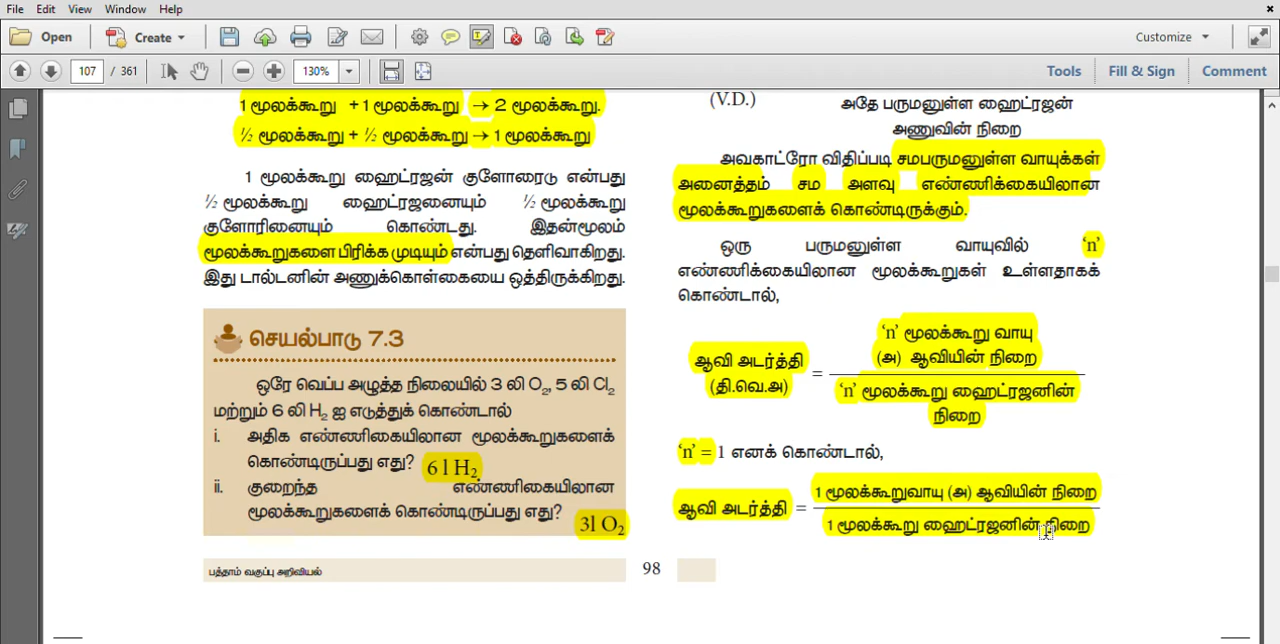 File Edit View Window Help
Open Create Customize
107 / 361 130% Tools Fill & Sign Comment
1 மூலக்கூறு + 1 மூலக்கூறு → 2 மூலக்கூறு.
½ மூலக்கூறு + ½ மூலக்கூறு → 1 மூலக்கூறு
1 மூலக்கூறு ஹைட்ரஜன் குளோரைடு என்பது
½ மூலக்கூறு ஹைட்ரஜனையும் ½ மூலக்கூறு
குளோரினையும் கொண்டது. இதன்மூலம்
மூலக்கூறுகளை பிரிக்க முடியும் என்பது தெளிவாகிறது.
இது டால்டனின் அணுக்கொள்கையை ஒத்திருக்கிறது.
செயல்பாடு 7.3
ஒரே வெப்ப அழுத்த நிலையில் 3 லி O₂, 5 லி Cl₂
மற்றும் 6 லி H₂ ஐ எடுத்துக் கொண்டால்
i. அதிக எண்ணிகையிலான மூலக்கூறுகளைக்
கொண்டிருப்பது எது? 6 l H₂
ii. குறைந்த எண்ணிகையிலான
மூலக்கூறுகளைக் கொண்டிருப்பது எது?
3l O₂
(V.D.) அதே பருமனுள்ள ஹைட்ரஜன்
அணுவின் நிறை
அவகாட்ரோ விதிப்படி சமபருமனுள்ள வாயுக்கள்
அனைத்தும் சம அளவு எண்ணிக்கையிலான
மூலக்கூறுகளைக் கொண்டிருக்கும்.
ஒரு பருமனுள்ள வாயுவில் ‘n’
எண்ணிக்கையிலான மூலக்கூறுகள் உள்ளதாகக்
கொண்டால்,
‘n’ மூலக்கூறு வாயு
(அ) ஆவியின் நிறை
ஆவி அடர்த்தி
(தி.வெ.அ) =
‘n’ மூலக்கூறு ஹைட்ரஜனின்
நிறை
‘n’ = 1 எனக் கொண்டால்,
1 மூலக்கூறுவாயு (அ) ஆவியின் நிறை
ஆவி அடர்த்தி =
1 மூலக்கூறு ஹைட்ரஜனின் நிறை
பத்தாம் வகுப்பு அறிவியல் 98